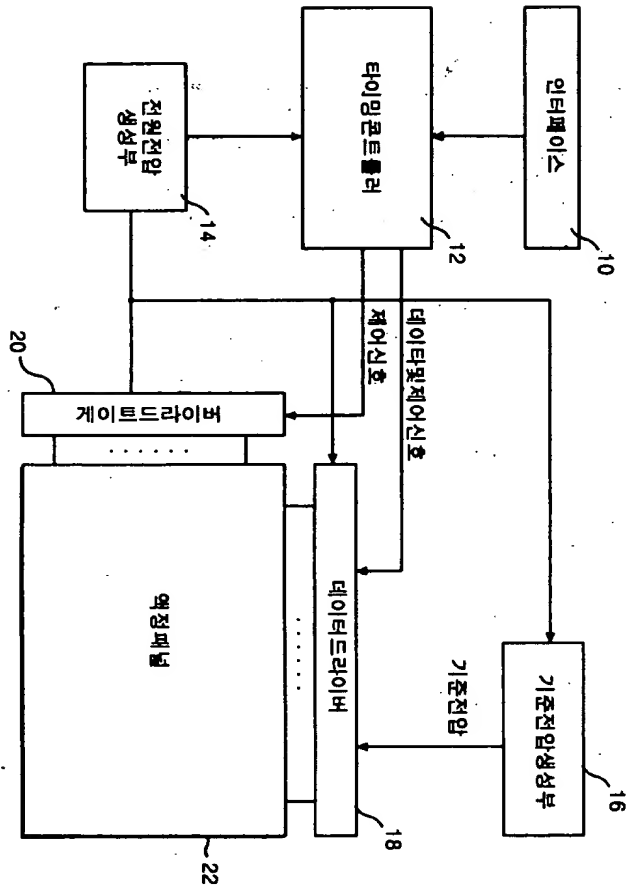 인터페이스
10
타이밍콘트롤러
12
전원전압
생성부
14
제어신호
데이타및제어신호
기준전압생성부
16
기준전압
데이터드라이버
18
게이트드라이버
20
액정패널
22